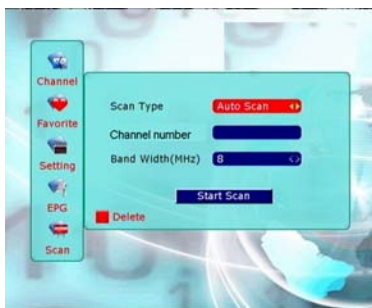 Channel
Favorite
Setting
EPG
Scan
Scan Type Auto Scan
Channel number
Band Width(MHz) 8
Start Scan
Delete